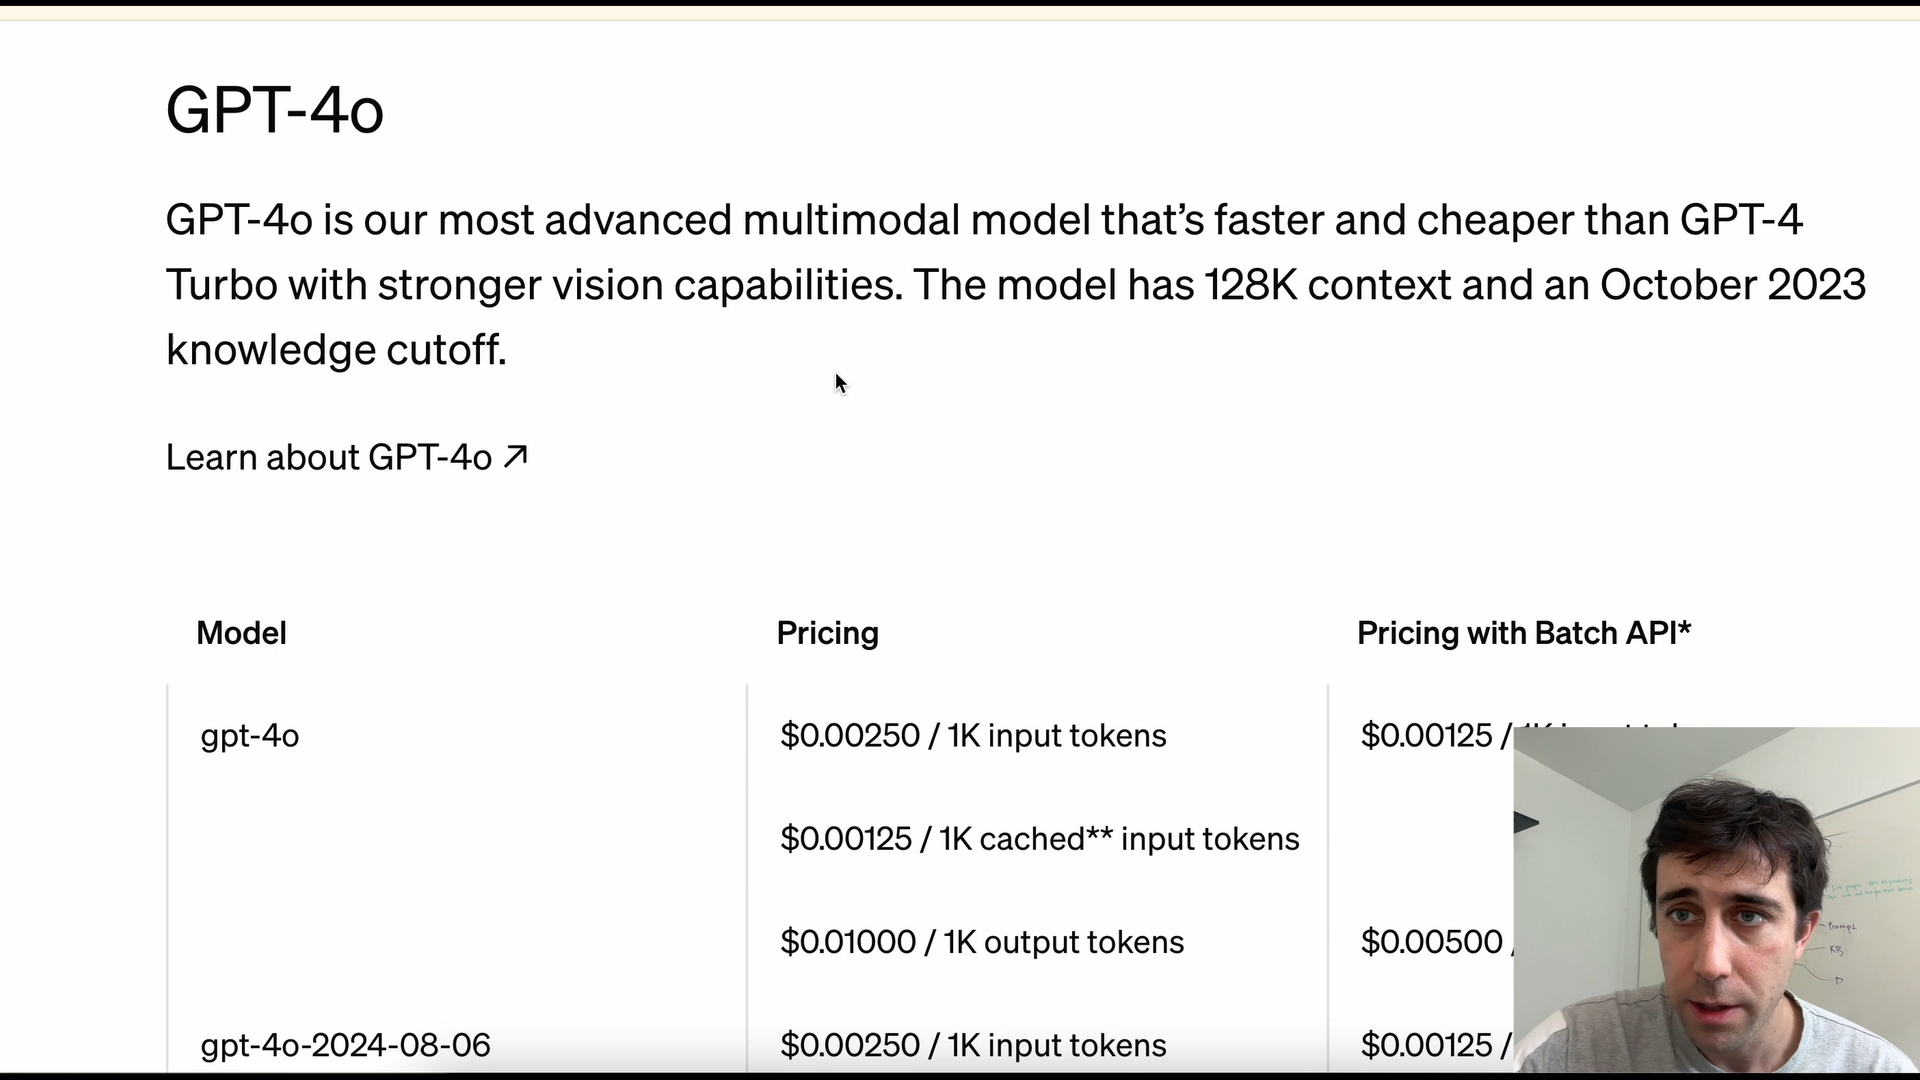 GPT-4o
GPT-4o is our most advanced multimodal model that’s faster and cheaper than GPT-4
Turbo with stronger vision capabilities. The model has 128K context and an October 2023
knowledge cutoff.
Learn about GPT-4o ↗
Model Pricing Pricing with Batch API*
gpt-4o $0.00250 / 1K input tokens $0.00125 /
$0.00125 / 1K cached** input tokens
$0.01000 / 1K output tokens $0.00500 /
gpt-4o-2024-08-06 $0.00250 / 1K input tokens $0.00125 /
Prompt
KB
D